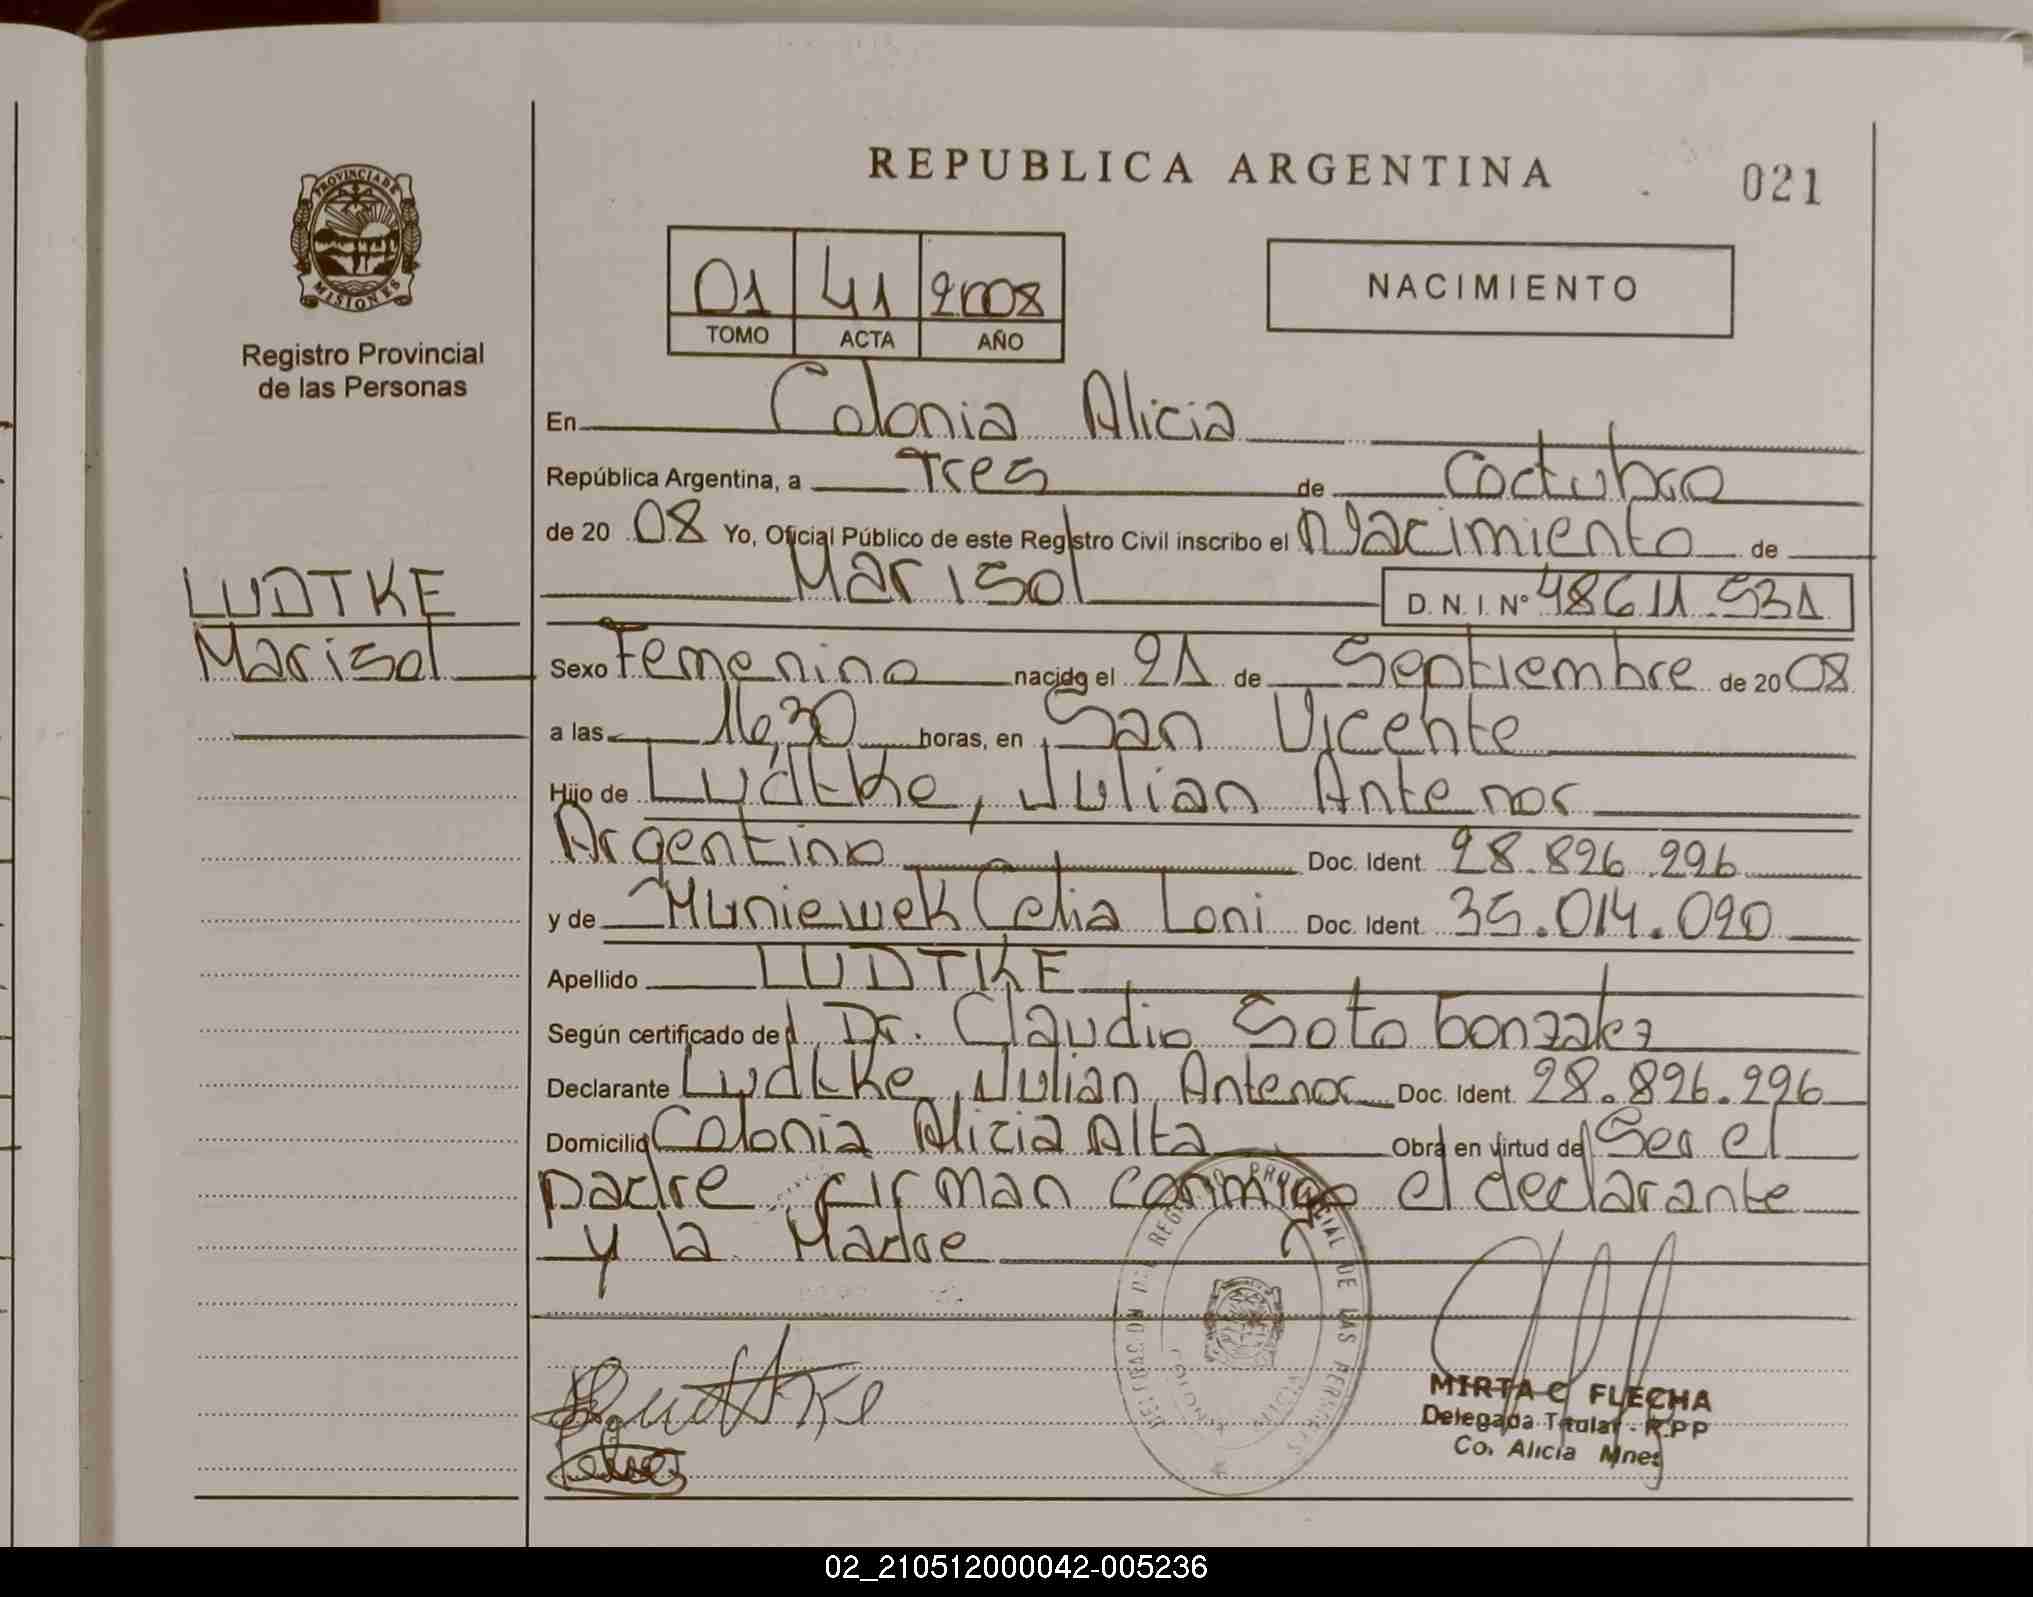 REPUBLICA ARGENTINA
021
PROVINCIA DE MISIONES
Registro Provincial
de las Personas
01 41 2008
TOMO ACTA AÑO
NACIMIENTO
En Colonia Alicia
República Argentina, a Tres de octubre
de 20 08 Yo, Oficial Público de este Registro Civil inscribo el Nacimiento de
Marisol D.N.I. Nº 48611.531
LUDTKE
Marisol
Sexo Femenino nacido el 21 de Septiembre de 20 08
a las 16,30 horas, en San Vicente
Hijo de Ludtke, Julian Antenor
Argentino Doc. Ident. 28.826.296
y de Muniewek Celia Loni Doc. Ident. 35.014.020
Apellido LUDTKE
Según certificado del Dr. Claudio Soto Gonzalez
Declarante Ludtke, Julian Antenor Doc. Ident. 28.826.296
Domicilio Colonia Alicia Alta Obra en virtud de Ser el
padre firman conmigo el declarante
y la Madre
MIRTA C FLECHA
Delegada Titular - R.P.P
Co. Alicia Mnes
02_210512000042-005236